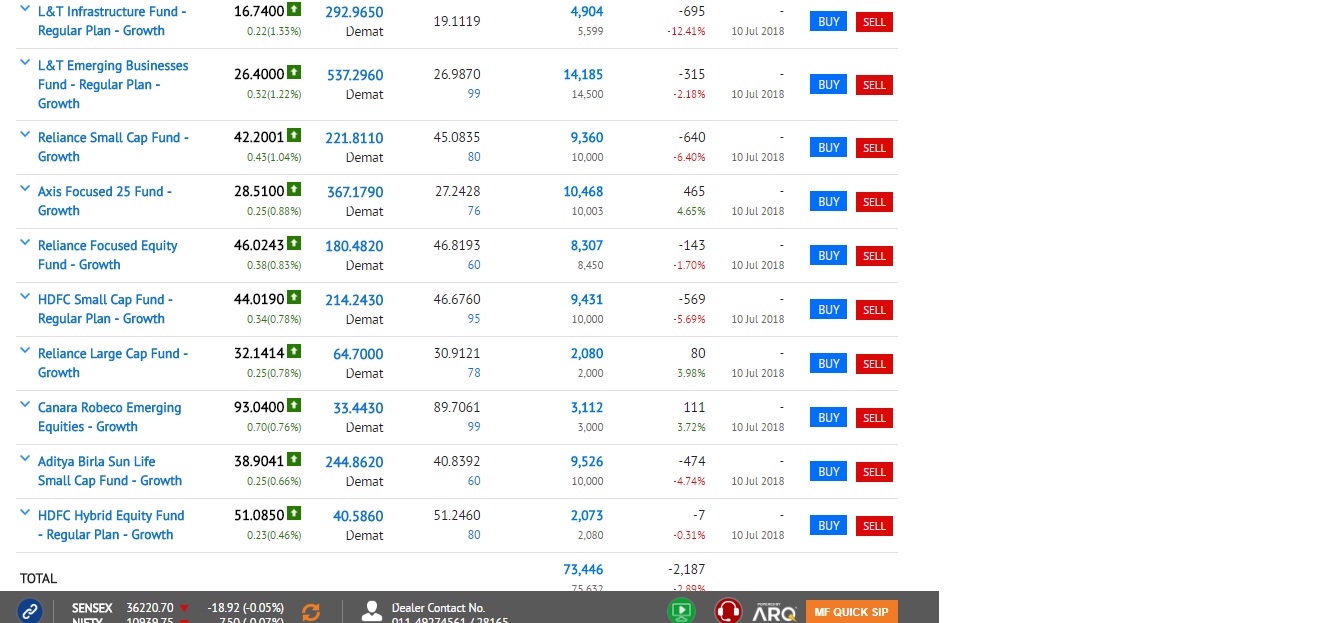 L&T Infrastructure Fund - 16.7400 292.9650 19.1119 4,904 -695 BUY SELL
Regular Plan - Growth 0.22(1.33%) Demat 5,599 -12.41% 10 Jul 2018
L&T Emerging Businesses 26.4000 537.2960 26.9870 14,185 -315 - BUY SELL
Fund - Regular Plan - 0.32(1.22%) Demat 99 14,500 -2.18% 10 Jul 2018
Growth
Reliance Small Cap Fund - 42.2001 221.8110 45.0835 9,360 -640 - BUY SELL
Growth 0.43(1.04%) Demat 80 10,000 -6.40% 10 Jul 2018
Axis Focused 25 Fund - 28.5100 367.1790 27.2428 10,468 465 - BUY SELL
Growth 0.25(0.88%) Demat 76 10,003 4.65% 10 Jul 2018
Reliance Focused Equity 46.0243 180.4820 46.8193 8,307 -143 - BUY SELL
Fund - Growth 0.38(0.83%) Demat 60 8,450 -1.70% 10 Jul 2018
HDFC Small Cap Fund - 44.0190 214.2430 46.6760 9,431 -569 - BUY SELL
Regular Plan - Growth 0.34(0.78%) Demat 95 10,000 -5.69% 10 Jul 2018
Reliance Large Cap Fund - 32.1414 64.7000 30.9121 2,080 80 - BUY SELL
Growth 0.25(0.78%) Demat 78 2,000 3.98% 10 Jul 2018
Canara Robeco Emerging 93.0400 33.4430 89.7061 3,112 111 - BUY SELL
Equities - Growth 0.70(0.76%) Demat 99 3,000 3.72% 10 Jul 2018
Aditya Birla Sun Life 38.9041 244.8620 40.8392 9,526 -474 - BUY SELL
Small Cap Fund - Growth 0.25(0.66%) Demat 60 10,000 -4.74% 10 Jul 2018
HDFC Hybrid Equity Fund 51.0850 40.5860 51.2460 2,073 -7 - BUY SELL
- Regular Plan - Growth 0.23(0.46%) Demat 80 2,080 -0.31% 10 Jul 2018
TOTAL 73,446 -2,187
75,632 -2.89%
SENSEX 36220.70 -18.92 (-0.05%) Dealer Contact No. POWERED BY ARQ MF QUICK SIP
NIFTY 10939.75 -7.50 (-0.07%) 011-49274561 / 28165